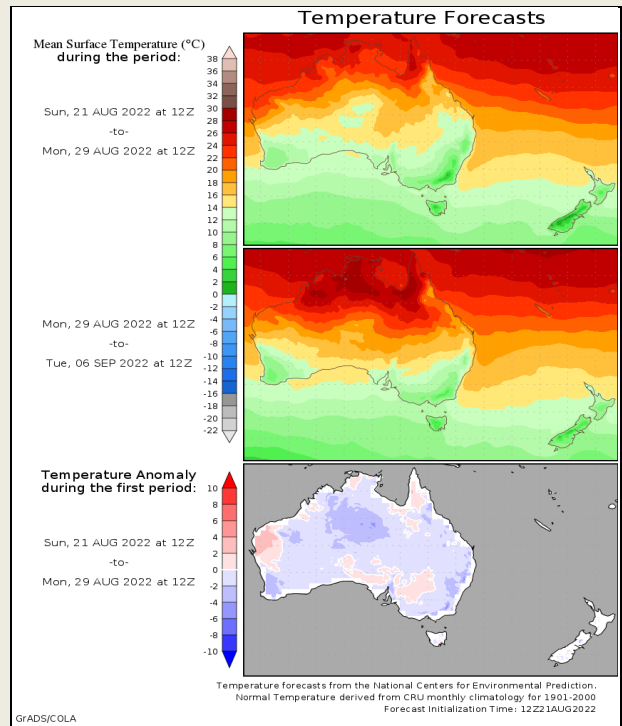 Temperature Forecasts
Mean Surface Temperature (°C)
during the period:
38
36
34
32
30
28
26
24
22
20
18
16
14
12
10
8
6
4
2
0
-2
-4
-6
-8
-10
-12
-14
-16
-18
-20
-22
Sun, 21 AUG 2022 at 12Z
-to-
Mon, 29 AUG 2022 at 12Z
Mon, 29 AUG 2022 at 12Z
-to-
Tue, 06 SEP 2022 at 12Z
Temperature Anomaly
during the first period:
10
8
6
4
2
0
-2
-4
-6
-8
-10
Sun, 21 AUG 2022 at 12Z
-to-
Mon, 29 AUG 2022 at 12Z
Temperature forecasts from the National Centers for Environmental Prediction.
Normal Temperature derived from CRU monthly climatology for 1901-2000
Forecast Initialization Time: 12Z21AUG2022
GrADS/COLA